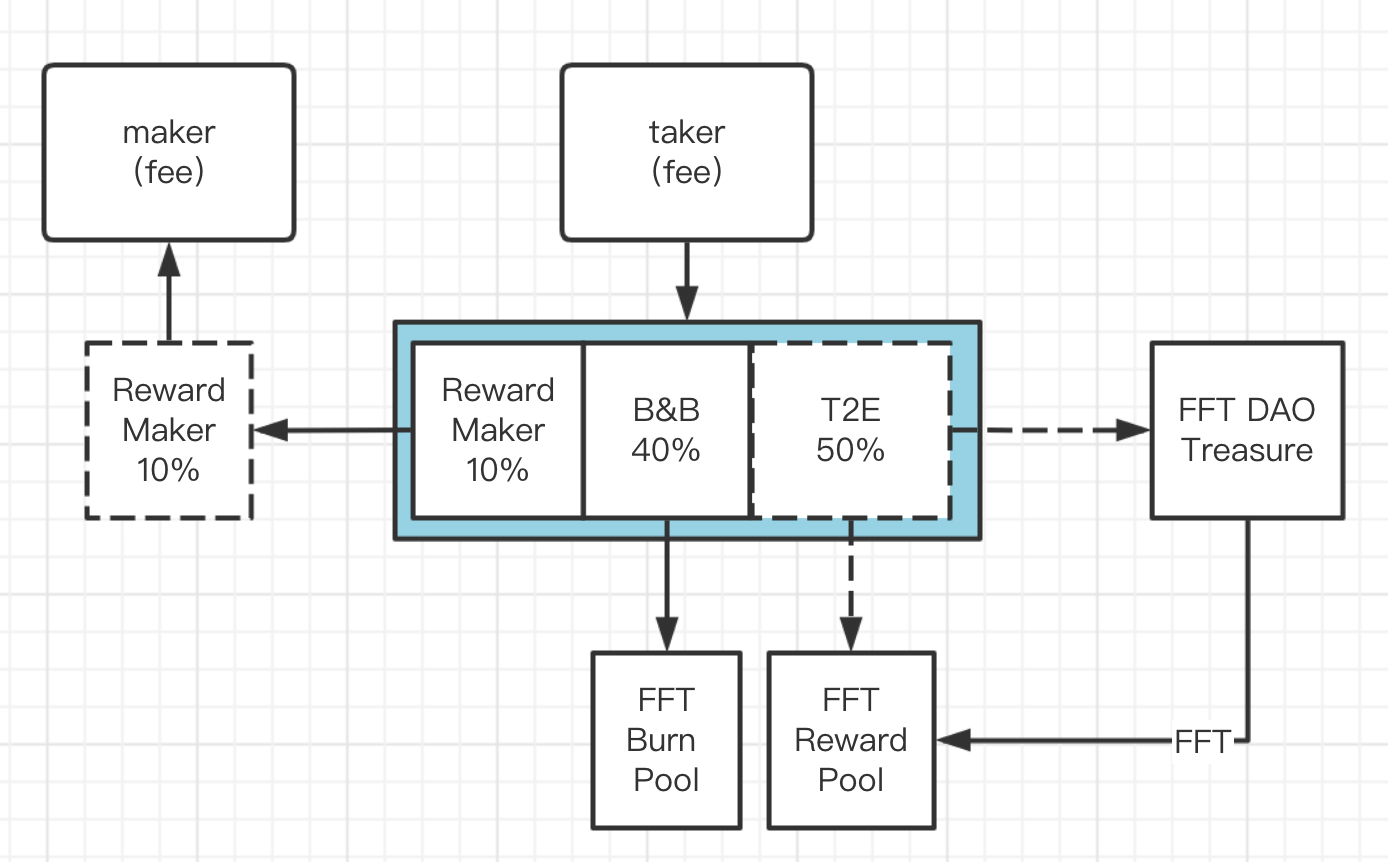 maker
(fee)
taker
(fee)
Reward
Maker
10%
Reward
Maker
10%
B&B
40%
T2E
50%
FFT DAO
Treasure
FFT
Burn
Pool
FFT
Reward
Pool
FFT